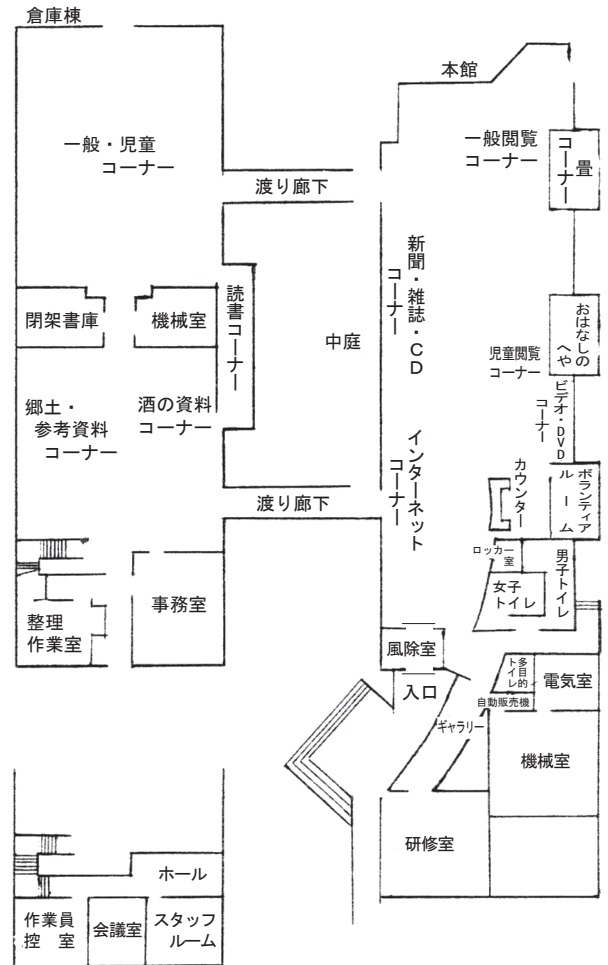 倉庫棟
一般・児童
コーナー
渡り廊下
閉架書庫
機械室
読書コーナー
郷土・
参考資料
コーナー
酒の資料
コーナー
中庭
渡り廊下
整理
作業室
事務室
ホール
作業員
控室
会議室
スタッフ
ルーム
本館
一般閲覧
コーナー
畳
コーナー
新聞・雑誌・CD
コーナー
おはなしの
へや
児童閲覧
コーナー
ビデオ・DVD
コーナー
インターネット
コーナー
カウンター
ボランティア
ルーム
ロッカー
室
女子
トイレ
男子トイレ
風除室
入口
多目的
トイレ
電気室
自動販売機
ギャラリー
機械室
研修室